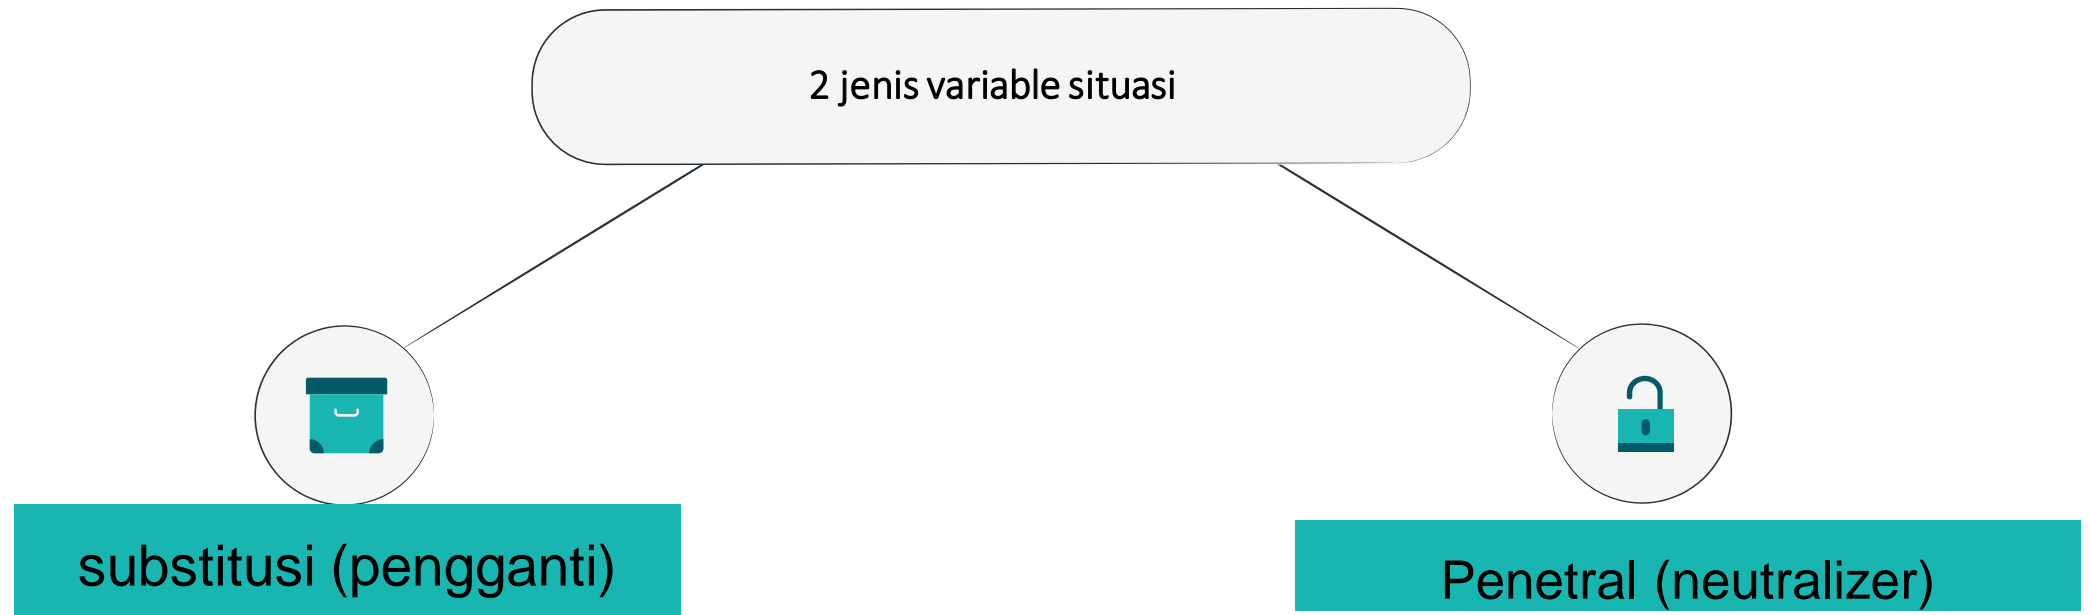 2 jenis variable situasi
substitusi (pengganti)
Penetral (neutralizer)